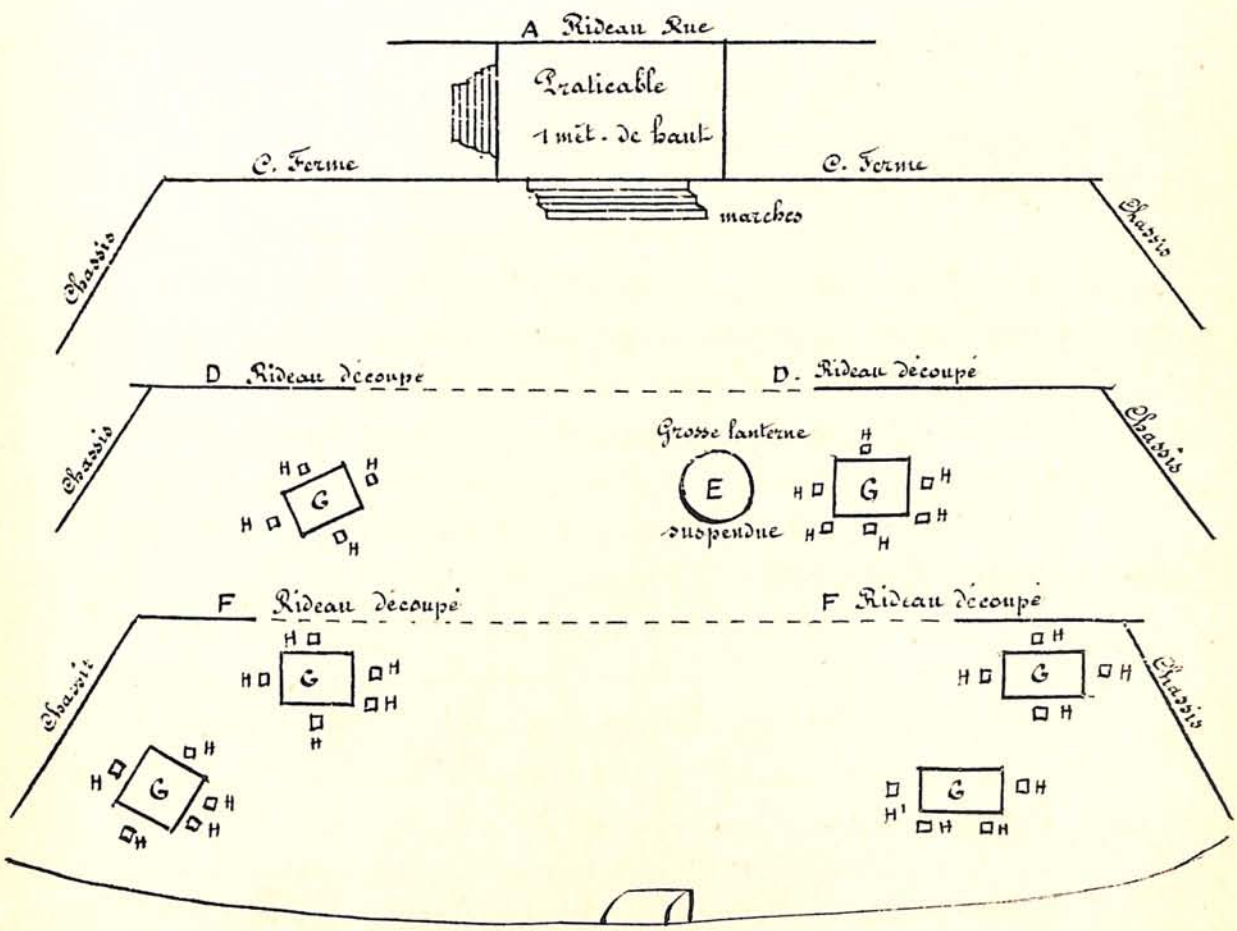 A Rideau Rue
Praticable
1 mèt. de haut
C. Ferme
C. Ferme
marches
Chassis
Chassis
D Rideau découpé
D. Rideau découpé
Chassis
Chassis
Grosse lanterne
E
suspendue
H
H
G
H
H
H
H
G
H
H
H
H
F Rideau découpé
F Rideau découpé
Chassis
Chassis
H
H
G
H
H
H
H
H
G
H
H
H
H
G
H
H
H
G
H
H¹
H
H